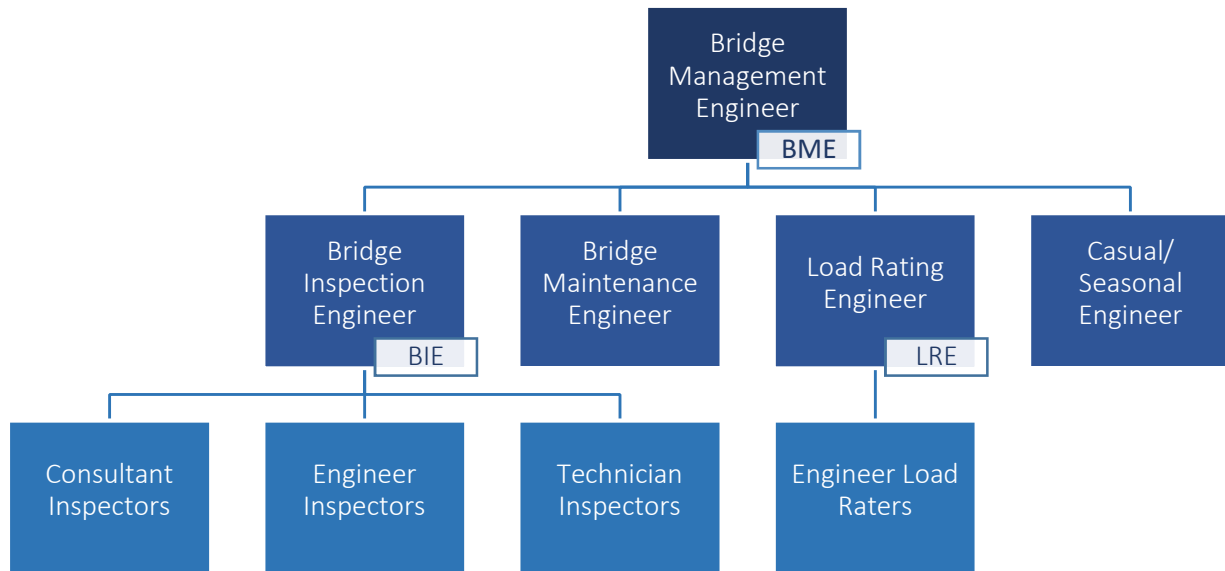 Bridge
Management
Engineer
BME
Bridge
Inspection
Engineer
BIE
Bridge
Maintenance
Engineer
Load Rating
Engineer
LRE
Casual/
Seasonal
Engineer
Consultant
Inspectors
Engineer
Inspectors
Technician
Inspectors
Engineer Load
Raters